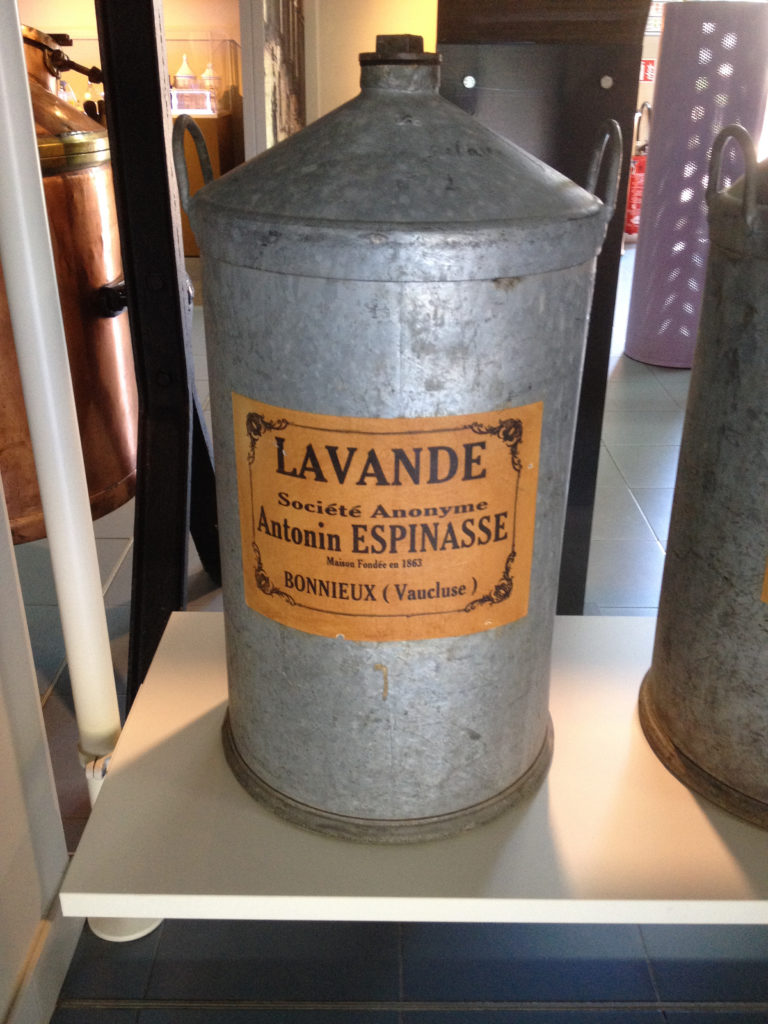 LAVANDE
Société Anonyme
Antonin ESPINASSE
Maison Fondée en 1863
BONNIEUX ( Vaucluse )